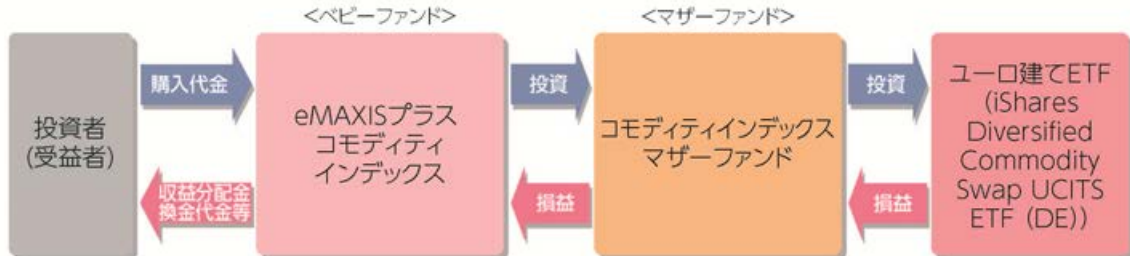 <ベビーファンド>
<マザーファンド>
投資者
(受益者)
購入代金
収益分配金
換金代金等
eMAXISプラス
コモディティ
インデックス
投資
損益
コモディティインデックス
マザーファンド
投資
損益
ユーロ建てETF
(iShares
Diversified
Commodity
Swap UCITS
ETF (DE))